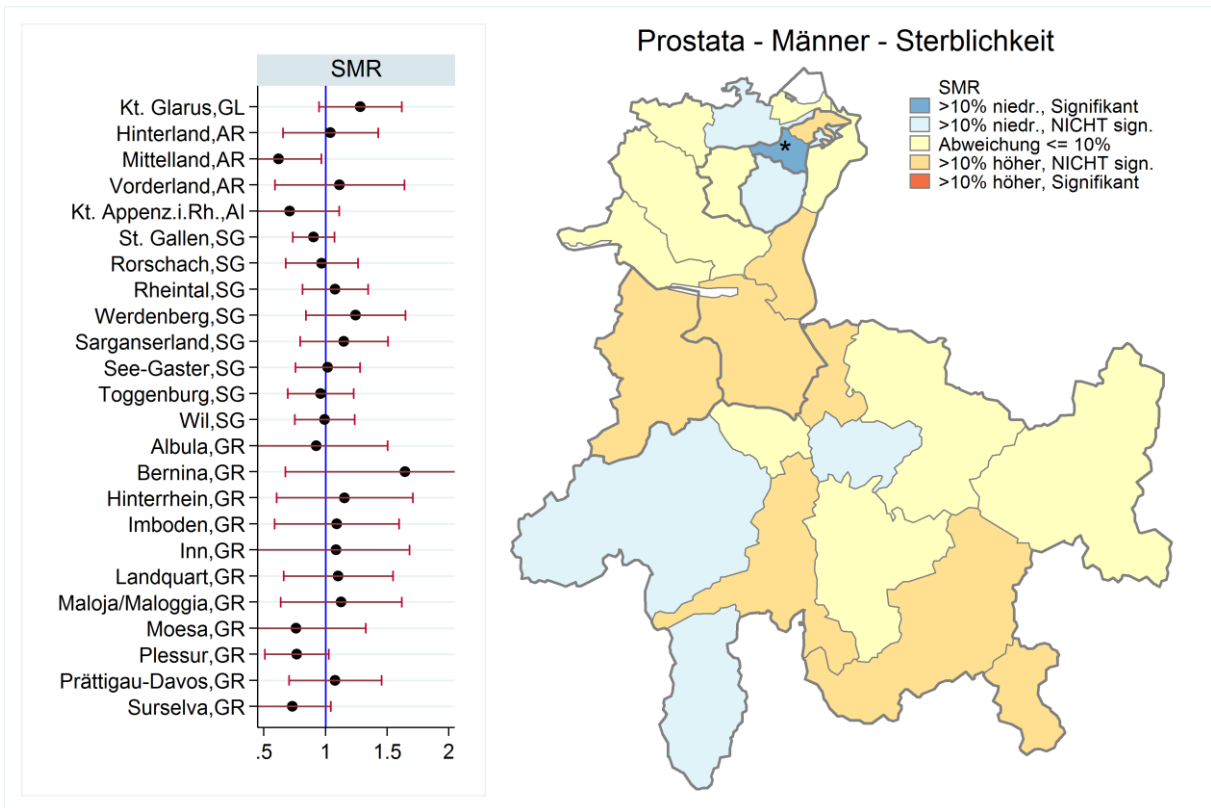 Prostata - Männer - Sterblichkeit
SMR
Kt. Glarus,GL
Hinterland,AR
Mittelland,AR
Vorderland,AR
Kt. Appenz.i.Rh.,AI
St. Gallen,SG
Rorschach,SG
Rheintal,SG
Werdenberg,SG
Sarganserland,SG
See-Gaster,SG
Toggenburg,SG
Wil,SG
Albula,GR
Bernina,GR
Hinterrhein,GR
Imboden,GR
Inn,GR
Landquart,GR
Maloja/Maloggia,GR
Moesa,GR
Plessur,GR
Prättigau-Davos,GR
Surselva,GR
.5 1 1.5 2
SMR
>10% niedr., Signifikant
>10% niedr., NICHT sign.
Abweichung <= 10%
>10% höher, NICHT sign.
>10% höher, Signifikant
*